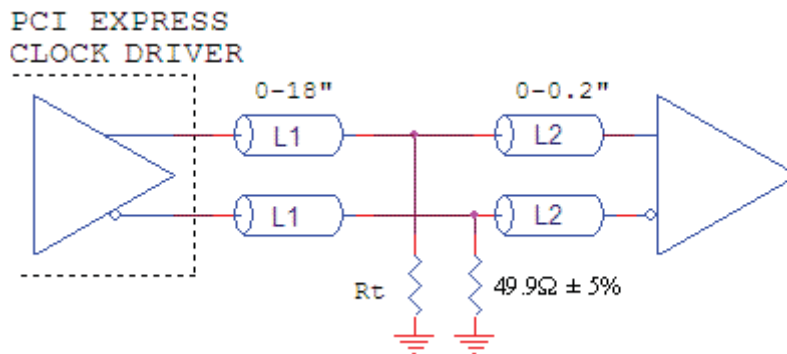 PCI EXPRESS
CLOCK DRIVER
0-18"
0-0.2"
L1
L2
L1
L2
Rt
49.9Ω ± 5%